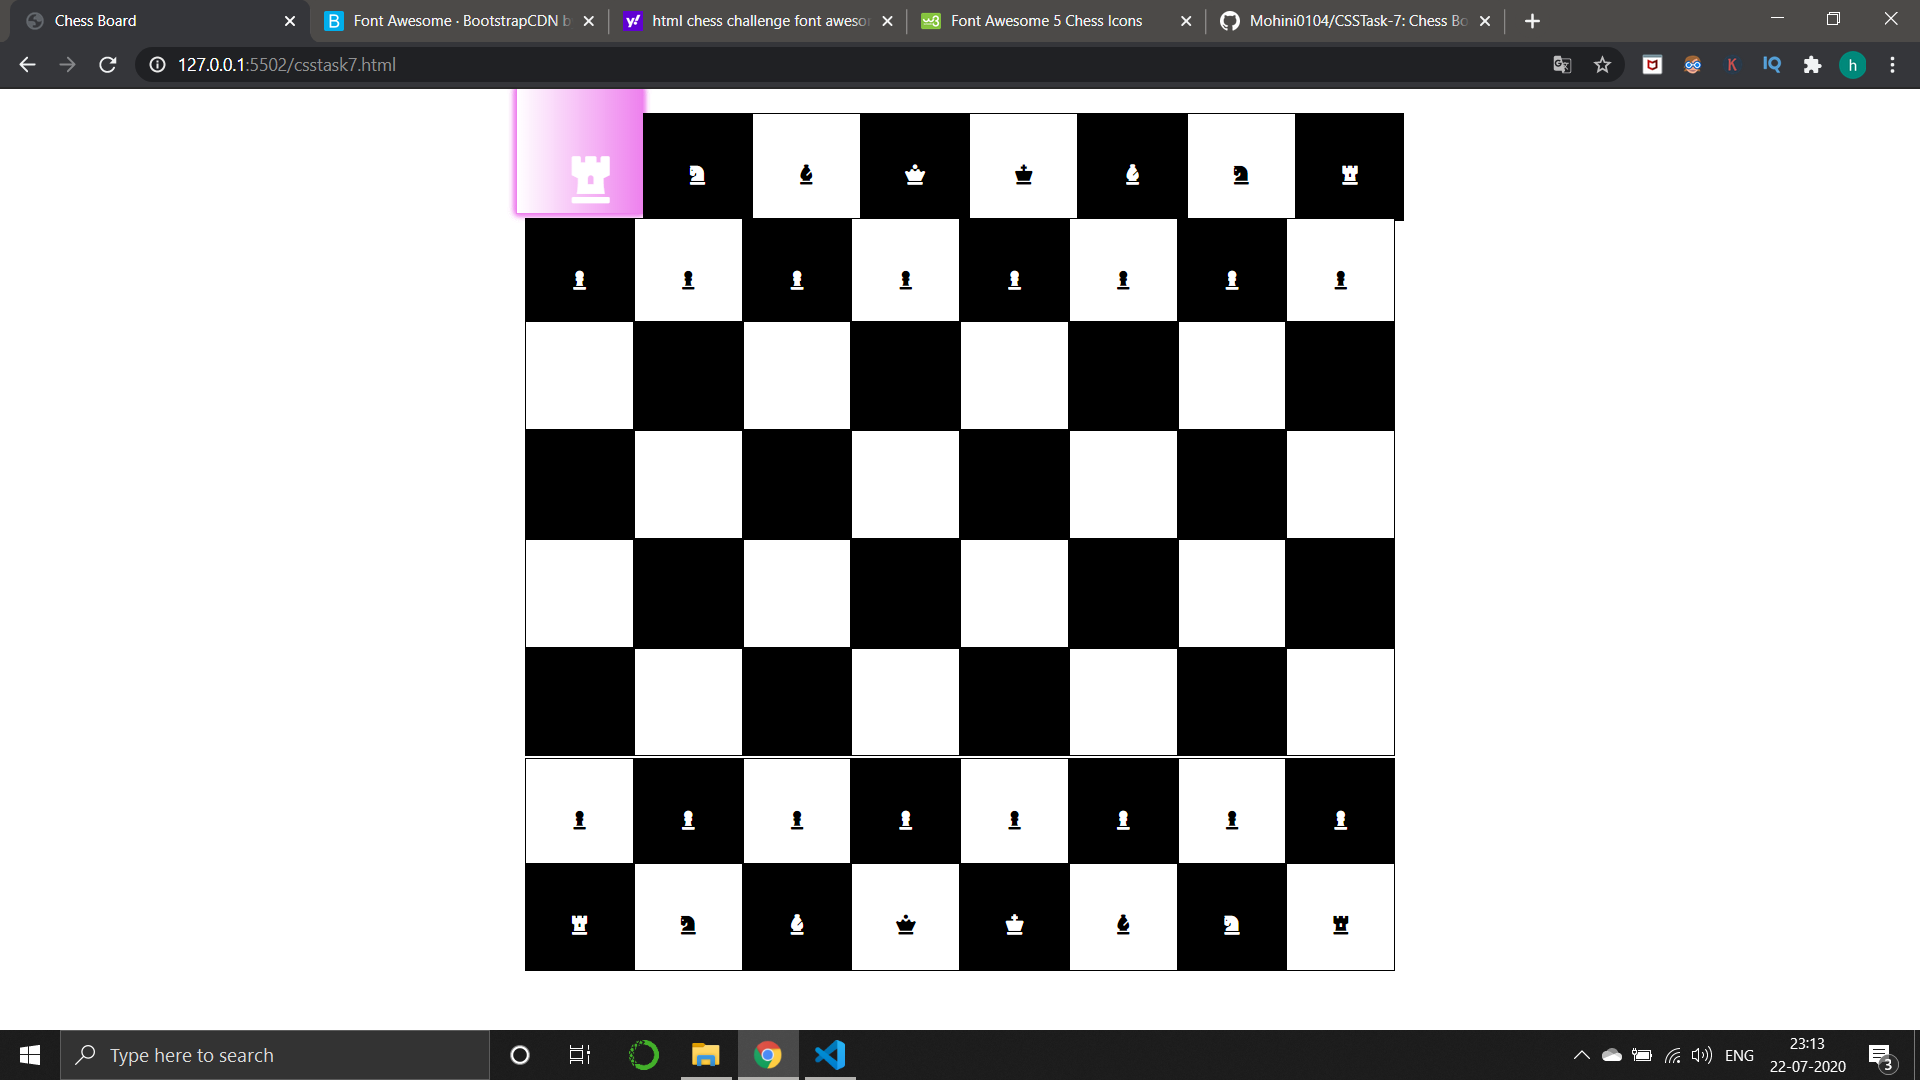 Chess Board
Font Awesome · BootstrapCDN b
html chess challenge font aweso
Font Awesome 5 Chess Icons
Mohini0104/CSSTask-7: Chess Bo
127.0.0.1:5502/csstask7.html
K
IQ
h
Type here to search
ENG
23:13
22-07-2020
3